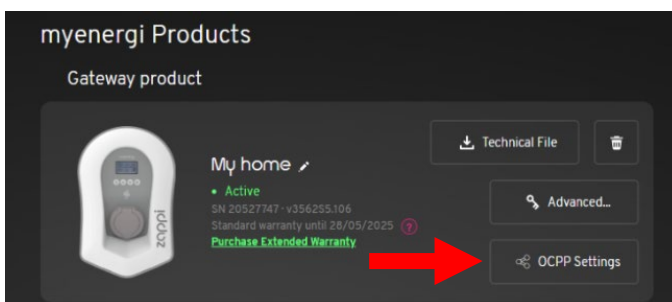 myenergi Products
Gateway product
Technical File
My home
• Active
SN 20527747 - v3562S5.106
Standard warranty until 28/05/2025 ?
Purchase Extended Warranty
Advanced...
OCPP Settings
zappi